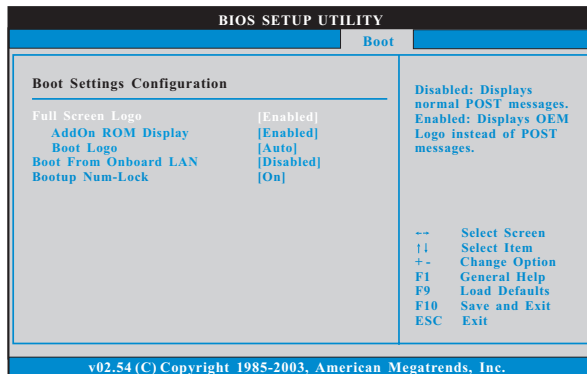 BIOS SETUP UTILITY
Boot
Boot Settings Configuration
Full Screen Logo [Enabled]
AddOn ROM Display [Enabled]
Boot Logo [Auto]
Boot From Onboard LAN [Disabled]
Bootup Num-Lock [On]
Disabled: Displays
normal POST messages.
Enabled: Displays OEM
Logo instead of POST
messages.
←→ Select Screen
↑↓ Select Item
+ - Change Option
F1 General Help
F9 Load Defaults
F10 Save and Exit
ESC Exit
v02.54 (C) Copyright 1985-2003, American Megatrends, Inc.